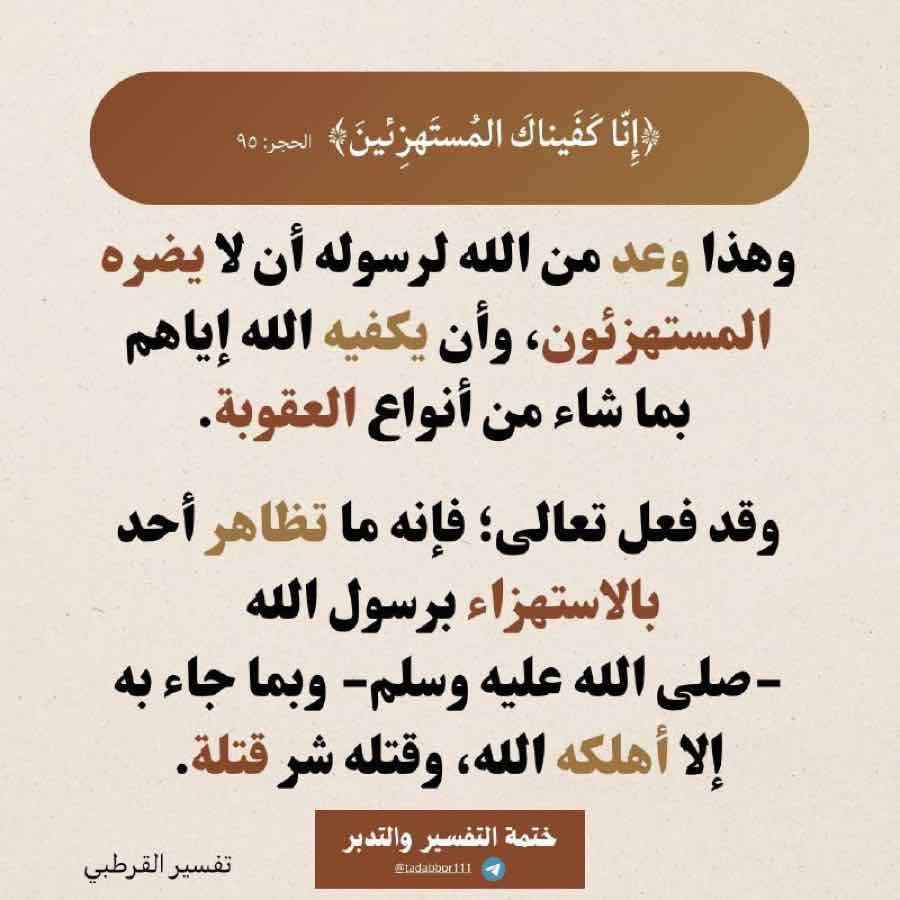 ﴿إِنَّا كَفَيناكَ المُستَهزِئينَ﴾ الحجر: ٩٥
وهذا وعد من الله لرسوله أن لا يضره
المستهزئون، وأن يكفيه الله إياهم
بما شاء من أنواع العقوبة.
وقد فعل تعالى؛ فإنه ما تظاهر أحد
بالاستهزاء برسول الله
-صلى الله عليه وسلم- وبما جاء به
إلا أهلكه الله، وقتله شر قتلة.
ختمة التفسير والتدبر
@tadabbor111
تفسير القرطبي